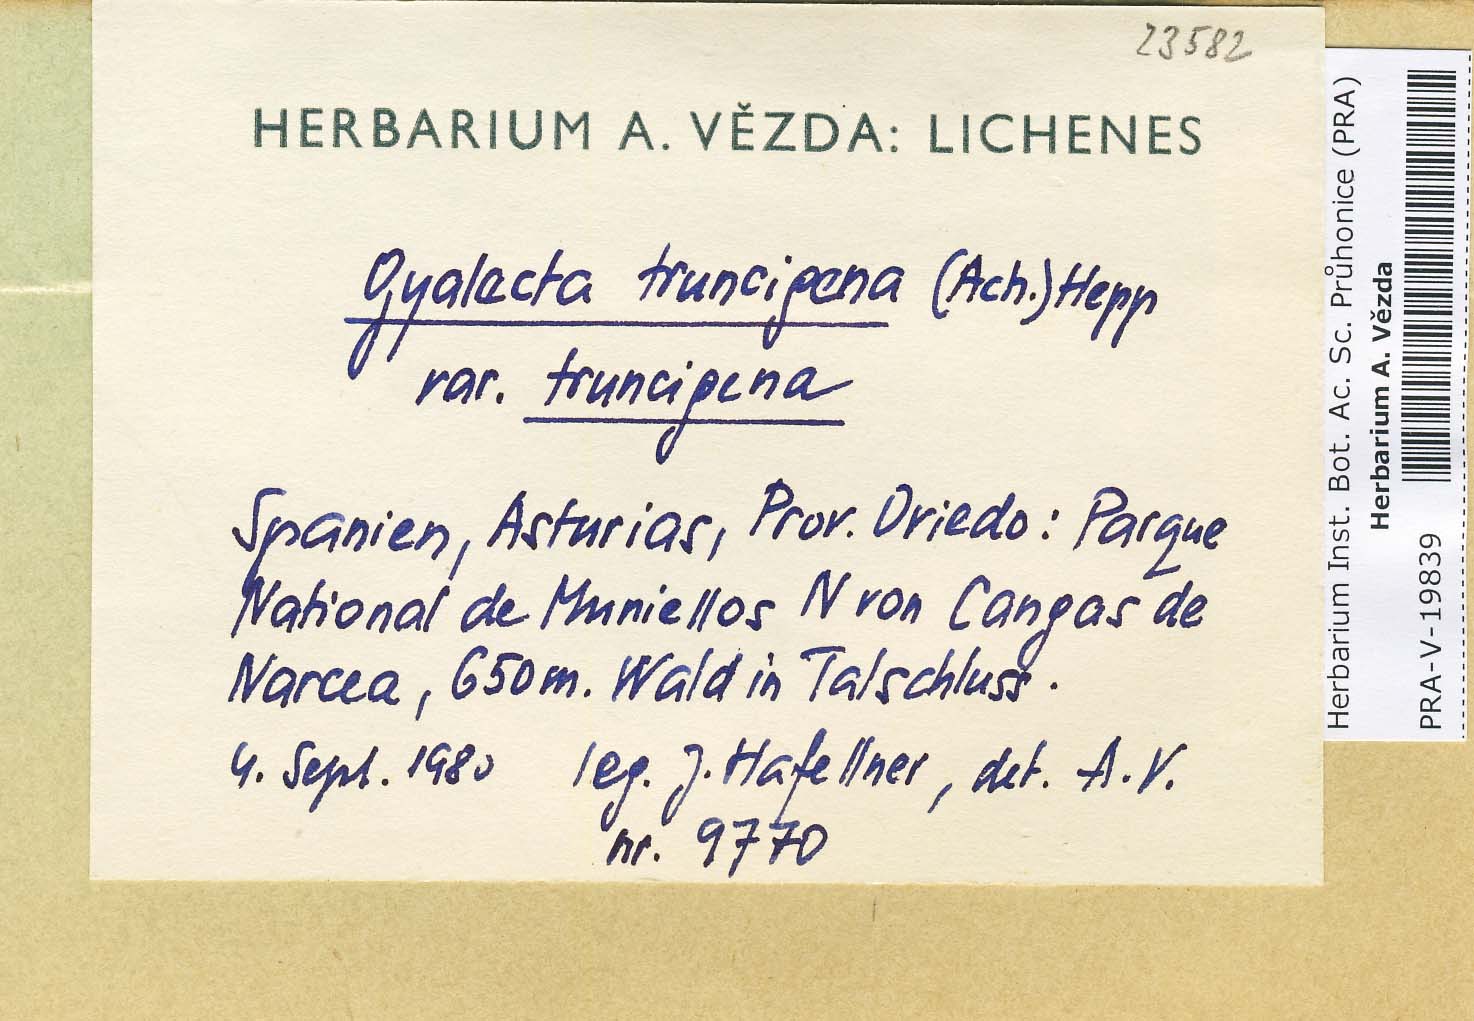 23582
HERBARIUM A. VĚZDA: LICHENES
Gyalecta truncigena (Ach.) Hepp
var. truncigena
Spanien, Asturias, Prov. Oviedo: Parque
National de Muniellos N von Cangas de
Narcea, 650m. Wald in Talschluss.
4. Sept. 1980 leg. J. Hafellner, det. A.V.
nr. 9770
Herbarium Inst. Bot. Ac. Sc. Průhonice (PRA)
Herbarium A. Vězda
PRA-V-19839